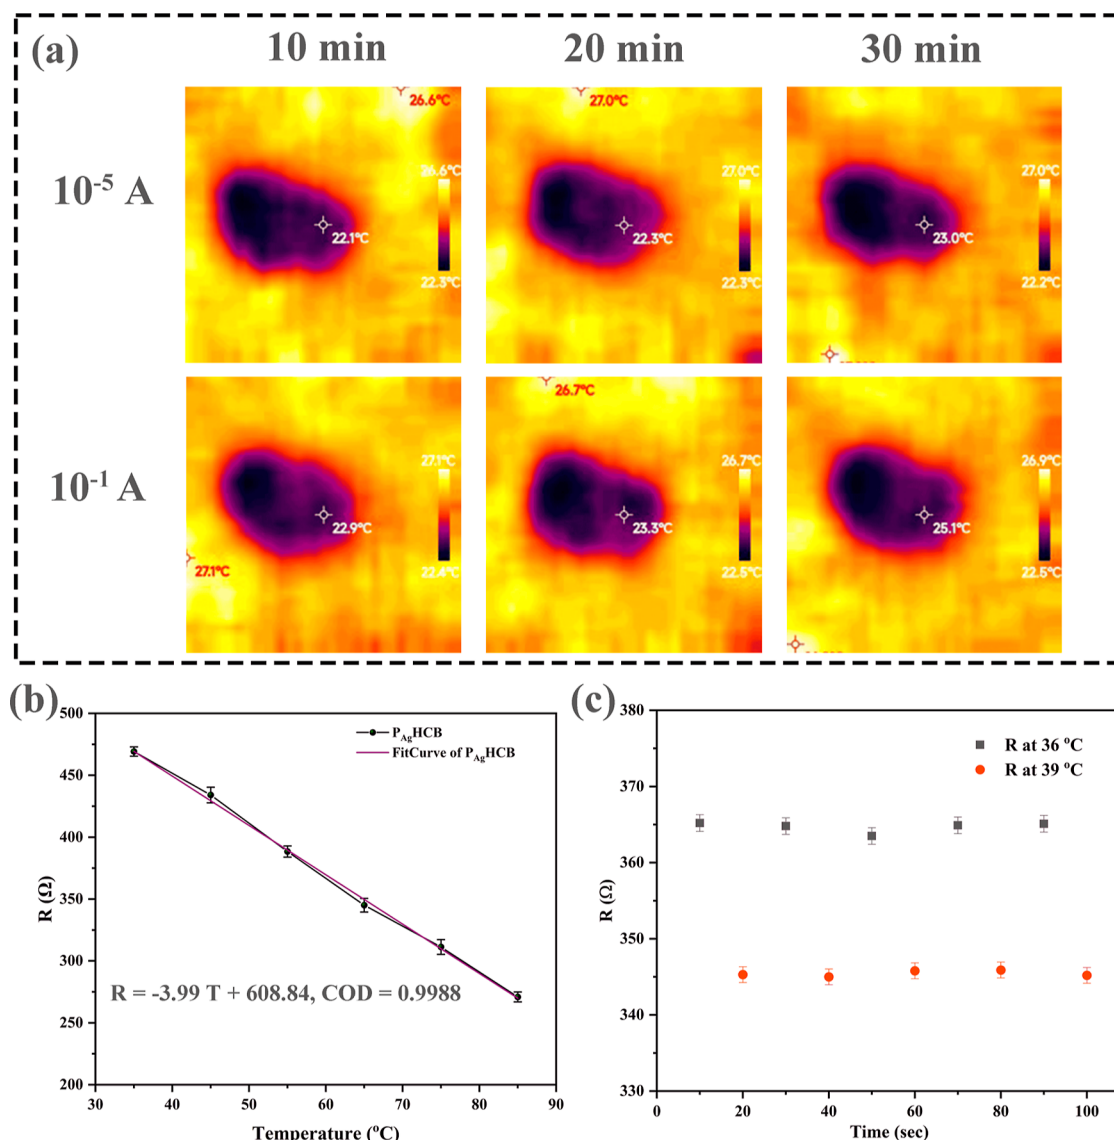 (a)
10 min
20 min
30 min
10⁻⁵ A
26.6°C
26.6°C
22.1°C
22.3°C
27.0°C
27.0°C
22.3°C
22.3°C
27.0°C
23.0°C
22.2°C
10⁻¹ A
27.1°C
22.9°C
22.4°C
27.1°C
26.7°C
26.7°C
23.3°C
22.5°C
26.9°C
25.1°C
22.5°C
(b)
500
450
400
350
300
250
200
R (Ω)
P_AgHCB
FitCurve of P_AgHCB
R = -3.99 T + 608.84, COD = 0.9988
30 40 50 60 70 80 90
Temperature (°C)
(c)
380
370
360
350
340
330
R (Ω)
R at 36 °C
R at 39 °C
0 20 40 60 80 100
Time (sec)